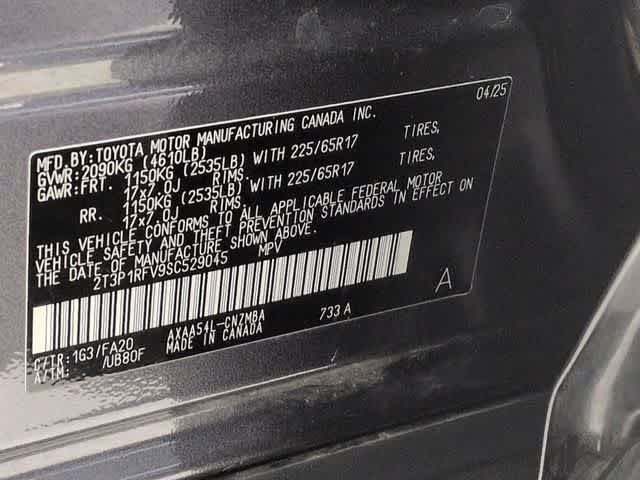 04/25
MFD. BY: TOYOTA MOTOR MANUFACTURING CANADA INC.
GVWR: 2090KG (4610LB)
GAWR: FRT. 1150KG (2535LB) WITH 225/65R17 TIRES,
17x7.0J RIMS,
RR. 1150KG (2535LB) WITH 225/65R17 TIRES,
17x7.0J RIMS.
THIS VEHICLE CONFORMS TO ALL APPLICABLE FEDERAL MOTOR
VEHICLE SAFETY AND THEFT PREVENTION STANDARDS IN EFFECT ON
THE DATE OF MANUFACTURE SHOWN ABOVE.
2T3P1RFV9SC529045 MPV
A
C/TR: 1G3/FA20 AXAA54L-CNZMBA 733A
A/TM: /UB80F MADE IN CANADA